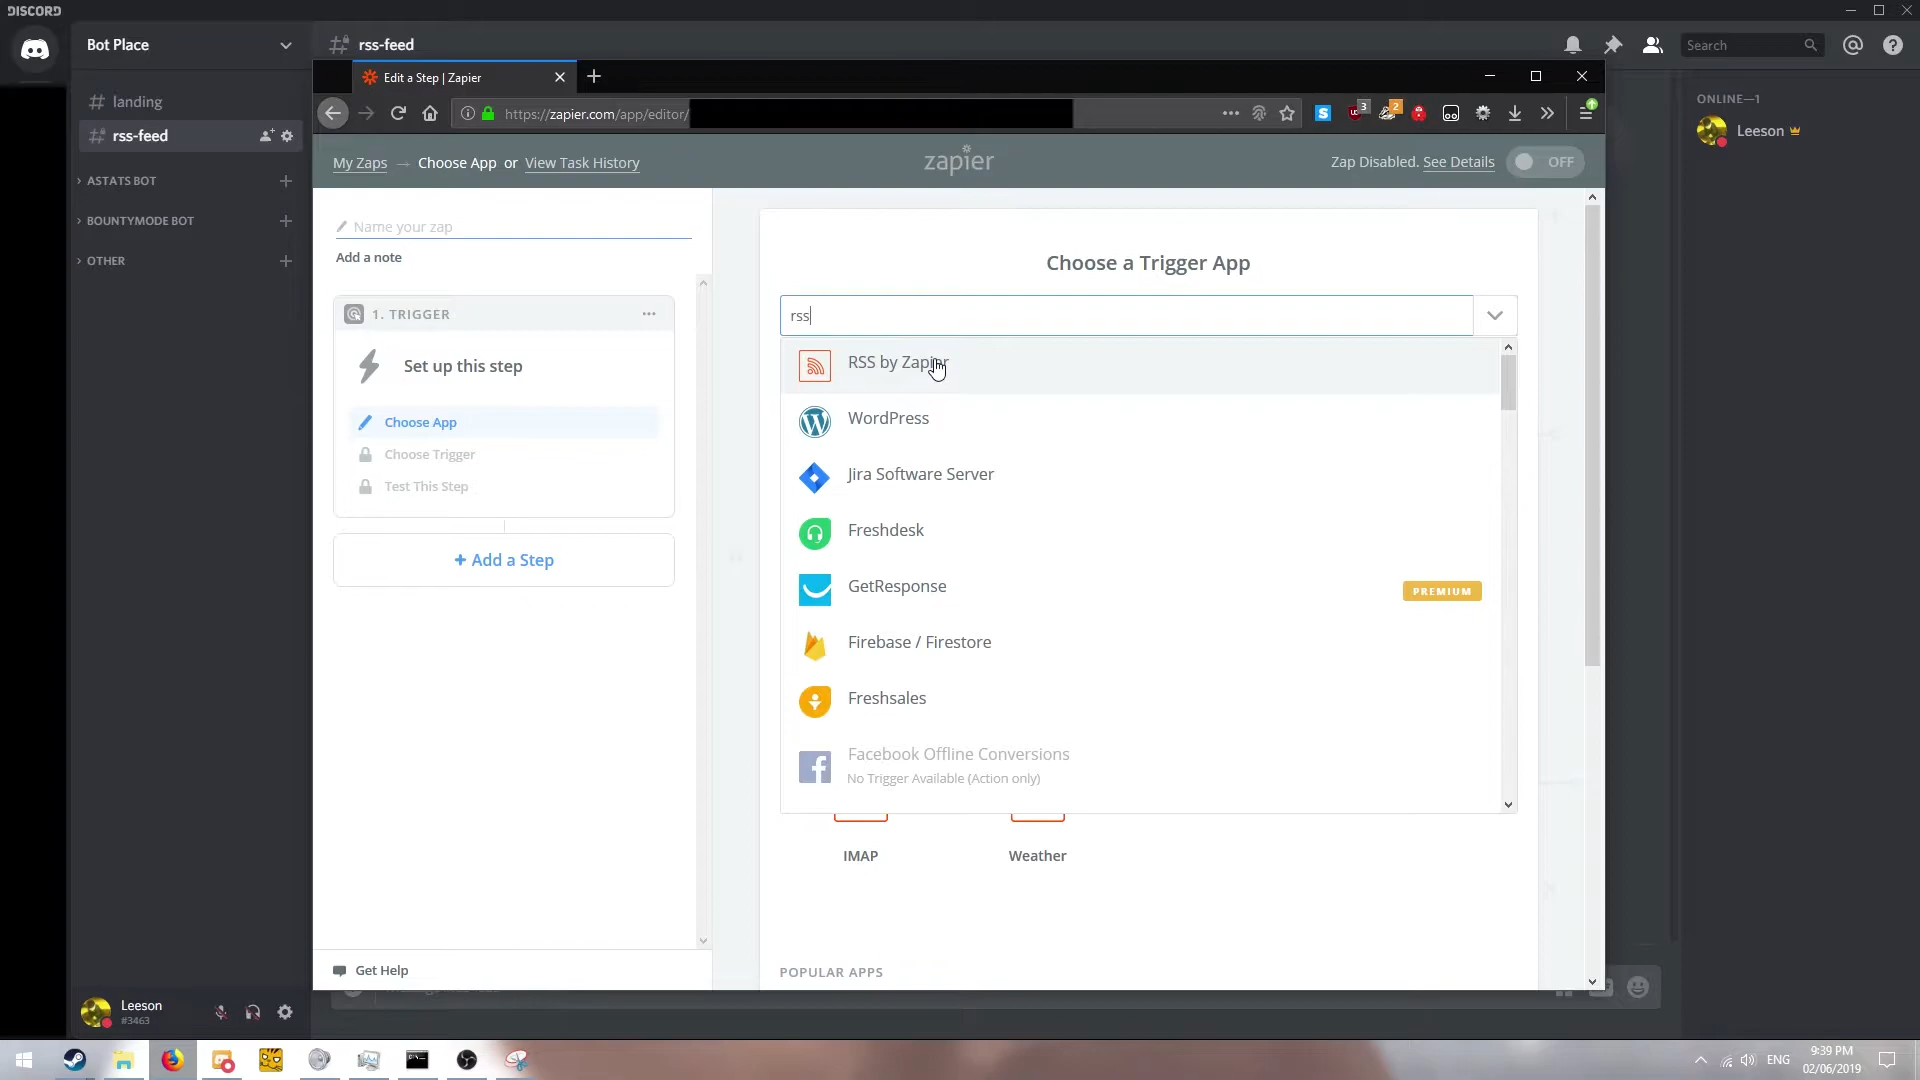 DISCORD
Bot Place
rss-feed
Search
landing
rss-feed
ASTATS BOT
BOUNTYMODE BOT
OTHER
ONLINE—1
Leeson
Edit a Step | Zapier
https://zapier.com/app/editor/
3
2
My Zaps → Choose App or View Task History
zapier
Zap Disabled. See Details
OFF
Name your zap
Add a note
1. TRIGGER
Set up this step
Choose App
Choose Trigger
Test This Step
+ Add a Step
Get Help
Choose a Trigger App
rss
RSS by Zapier
WordPress
Jira Software Server
Freshdesk
GetResponse
PREMIUM
Firebase / Firestore
Freshsales
Facebook Offline Conversions
No Trigger Available (Action only)
IMAP
Weather
POPULAR APPS
Leeson
#3463
ENG
9:39 PM
02/06/2019